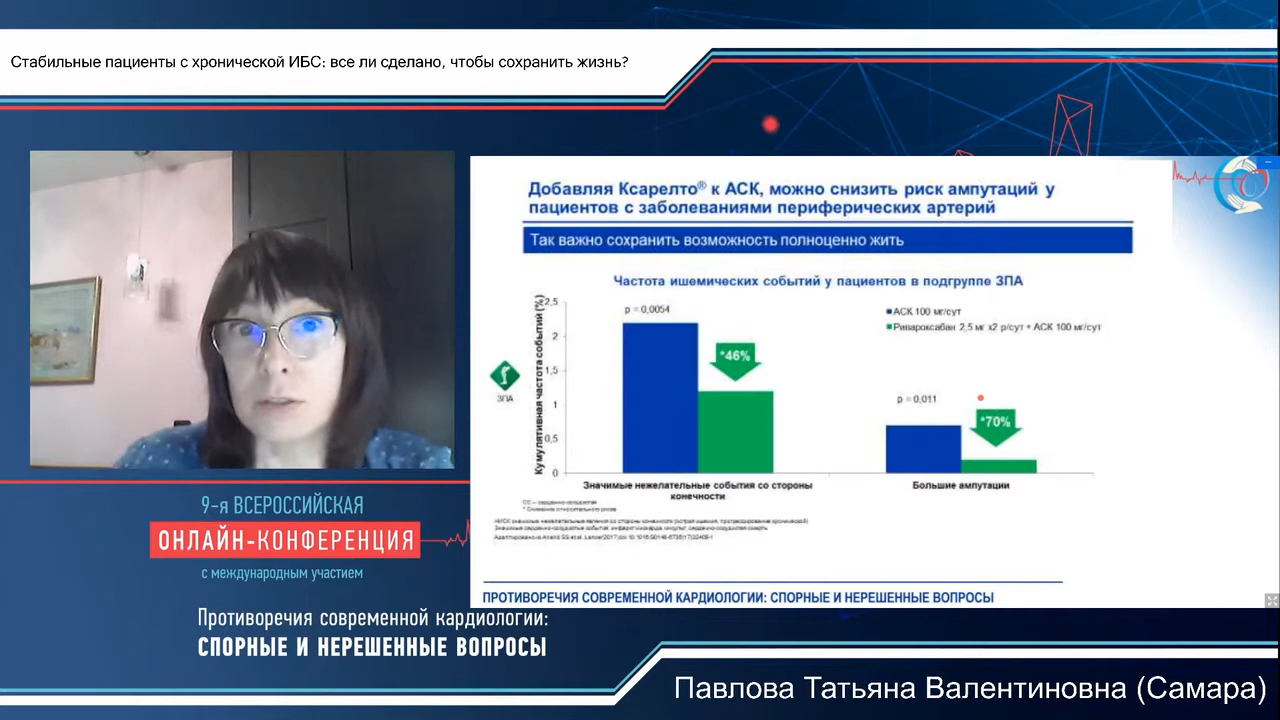 Стабильные пациенты с хронической ИБС: все ли сделано, чтобы сохранить жизнь?
Добавляя Ксарелто® к АСК, можно снизить риск ампутаций у
пациентов с заболеваниями периферических артерий
Так важно сохранить возможность полноценно жить
Частота ишемических событий у пациентов в подгруппе ЗПА
Кумулятивная частота событий (%)
2,5
2
1,5
1
0,5
0
p = 0,0054
*46%
АСК 100 мг/сут
Ривароксабан 2,5 мг х2 р/сут + АСК 100 мг/сут
p = 0,011
*70%
ЗПА
Значимые нежелательные события со стороны
конечности
Большие ампутации
* Снижение относительного риска
ПРОТИВОРЕЧИЯ СОВРЕМЕННОЙ КАРДИОЛОГИИ: СПОРНЫЕ И НЕРЕШЕННЫЕ ВОПРОСЫ
9-я ВСЕРОССИЙСКАЯ
ОНЛАЙН-КОНФЕРЕНЦИЯ
с международным участием
Противоречия современной кардиологии:
СПОРНЫЕ И НЕРЕШЕННЫЕ ВОПРОСЫ
Павлова Татьяна Валентиновна (Самара)